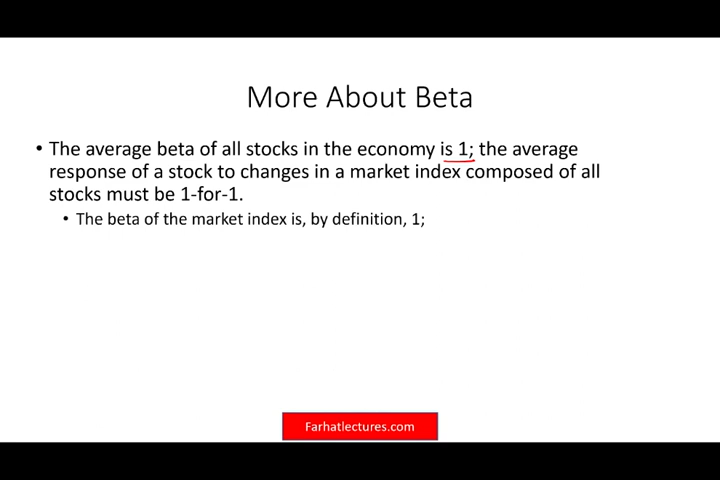 More About Beta
• The average beta of all stocks in the economy is 1; the average
response of a stock to changes in a market index composed of all
stocks must be 1-for-1.
• The beta of the market index is, by definition, 1;
Farhatlectures.com